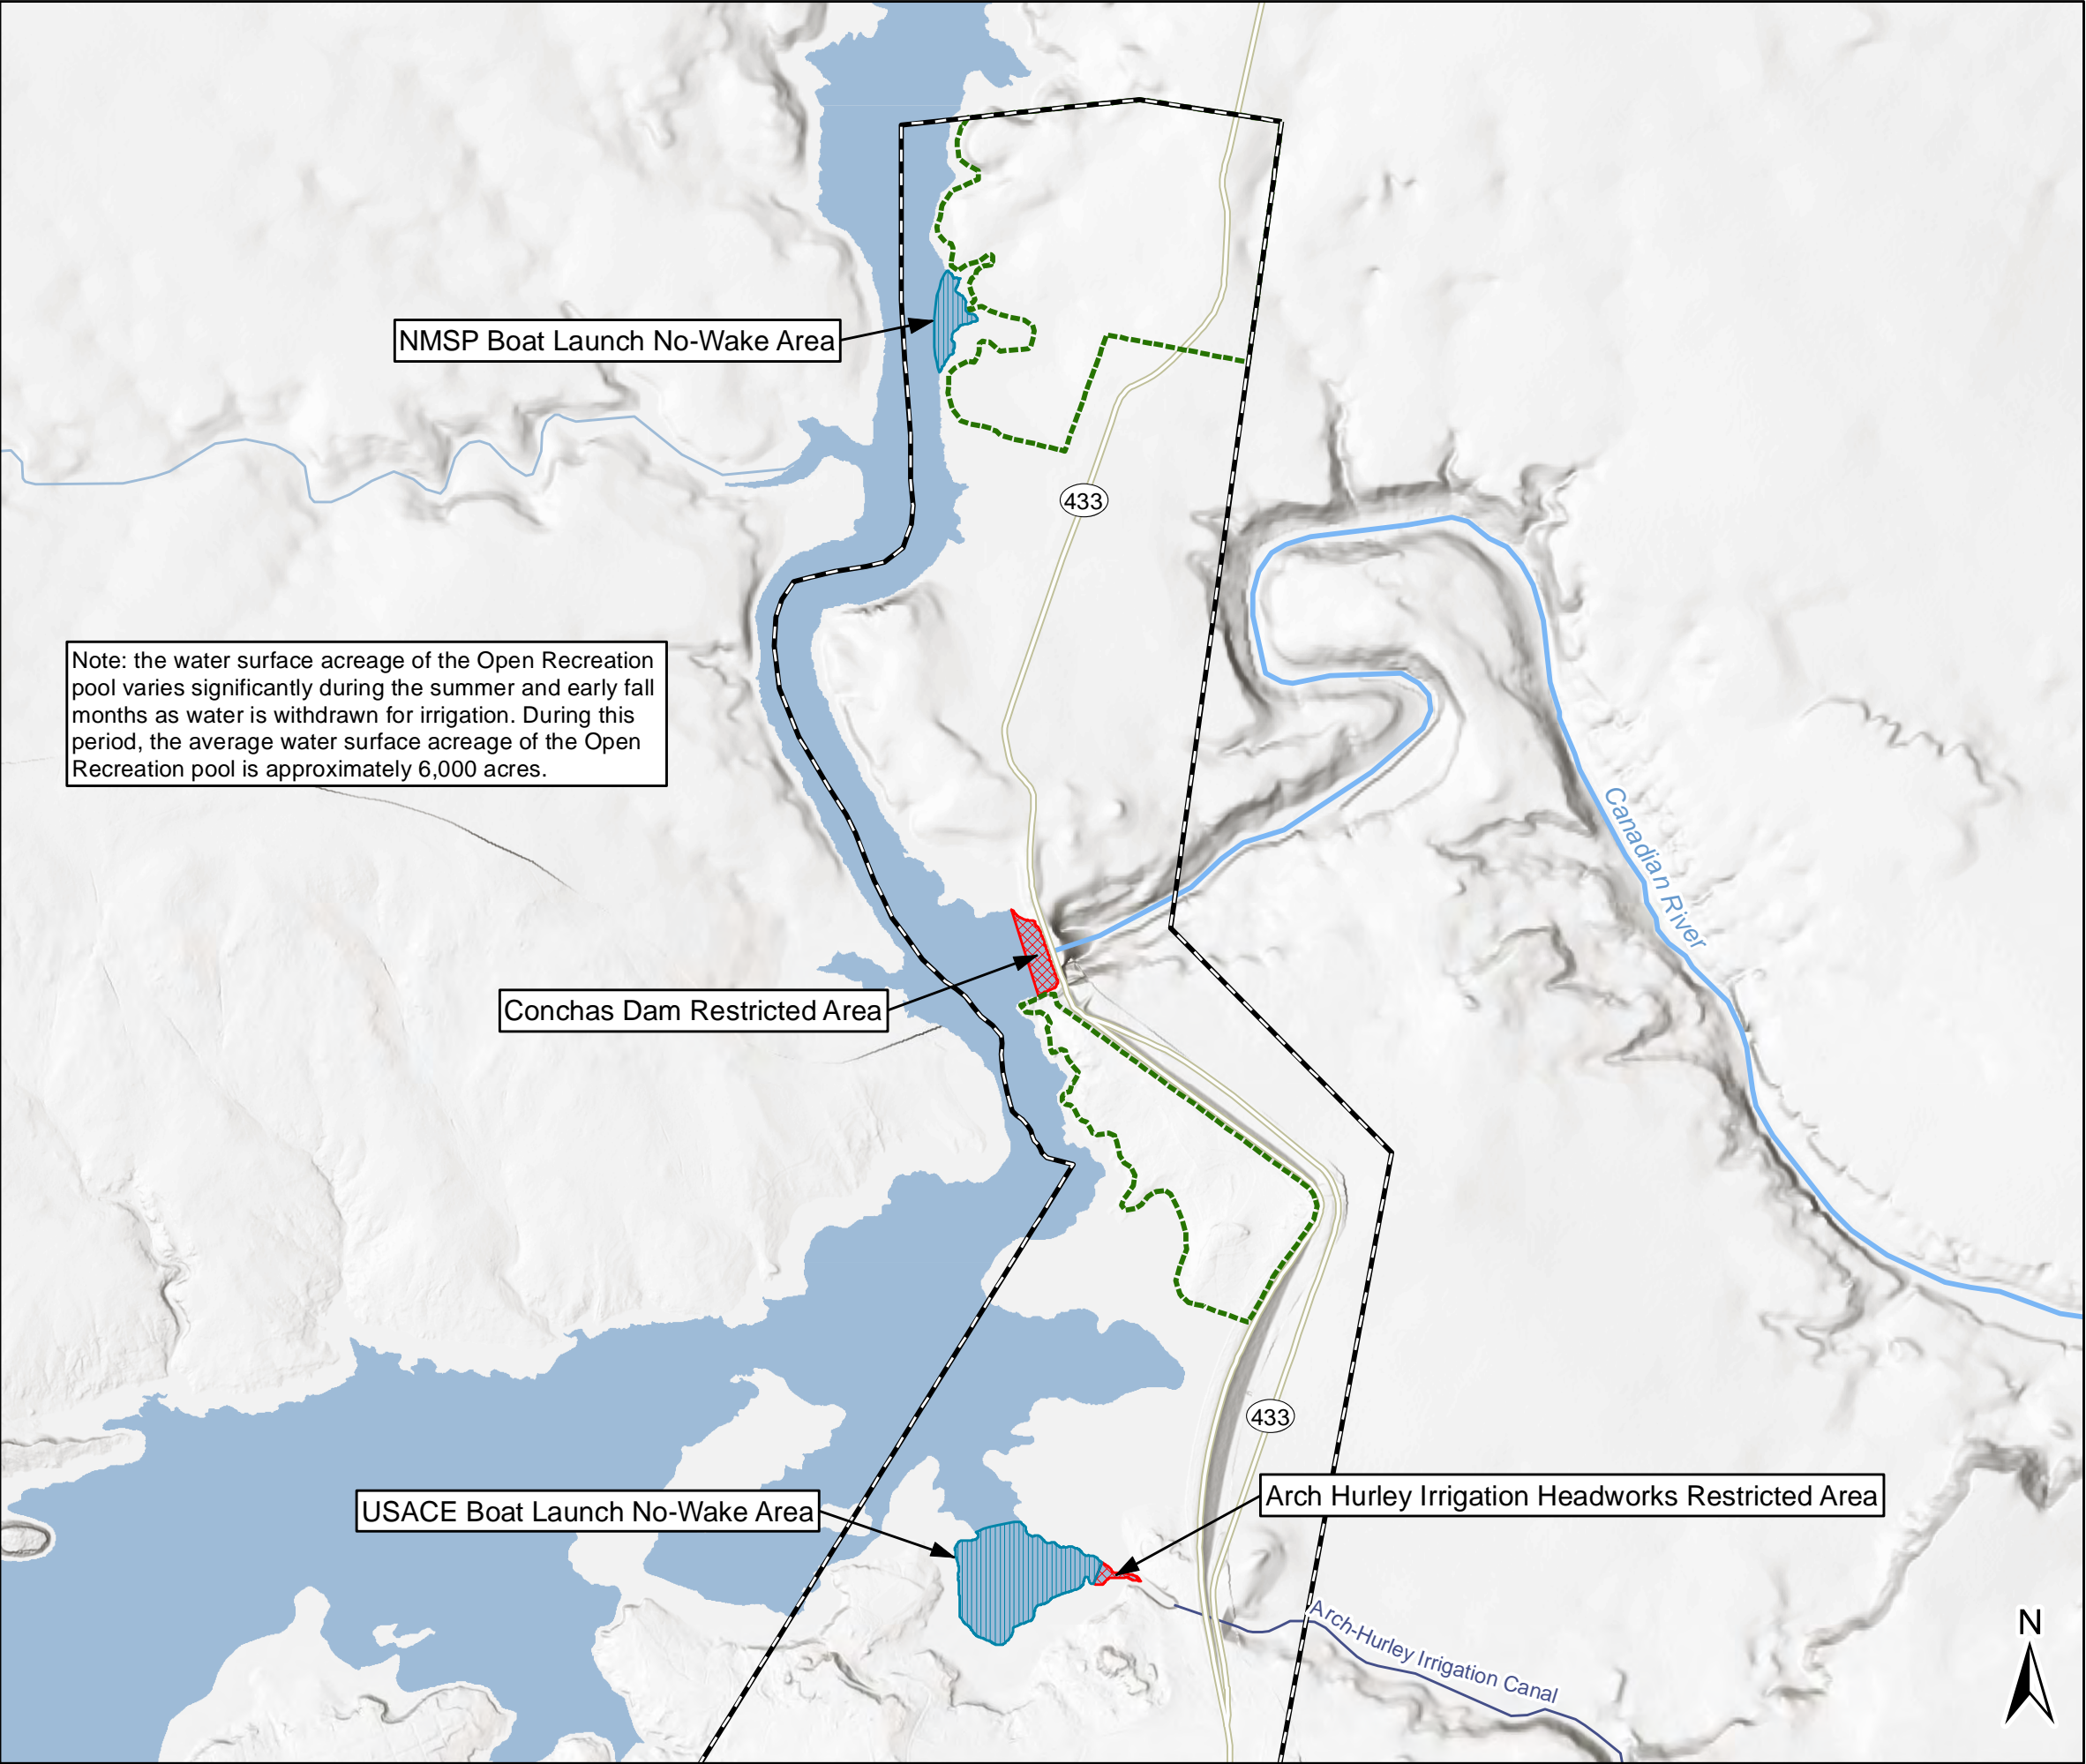 NMSP Boat Launch No-Wake Area
433
Note: the water surface acreage of the Open Recreation
pool varies significantly during the summer and early fall
months as water is withdrawn for irrigation. During this
period, the average water surface acreage of the Open
Recreation pool is approximately 6,000 acres.
Canadian River
Conchas Dam Restricted Area
433
USACE Boat Launch No-Wake Area
Arch Hurley Irrigation Headworks Restricted Area
Arch-Hurley Irrigation Canal
N